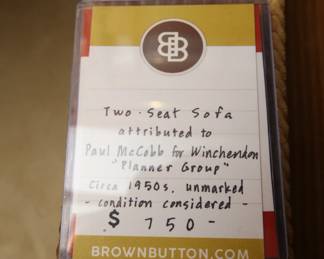 BB
Two-Seat Sofa
attributed to
Paul McCobb for Winchendon
"Planner Group"
Circa 1950s, unmarked
- condition considered -
$ 750-
BROWNBUTTON.COM